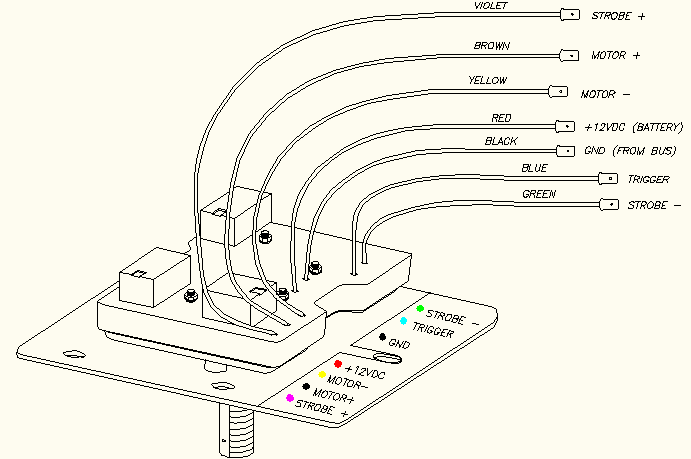 VIOLET
STROBE +
BROWN
MOTOR +
YELLOW
MOTOR -
RED
+12VDC (BATTERY)
BLACK
GND (FROM BUS)
BLUE
TRIGGER
GREEN
STROBE -
STROBE -
TRIGGER
GND
+12VDC
MOTOR-
MOTOR+
STROBE +